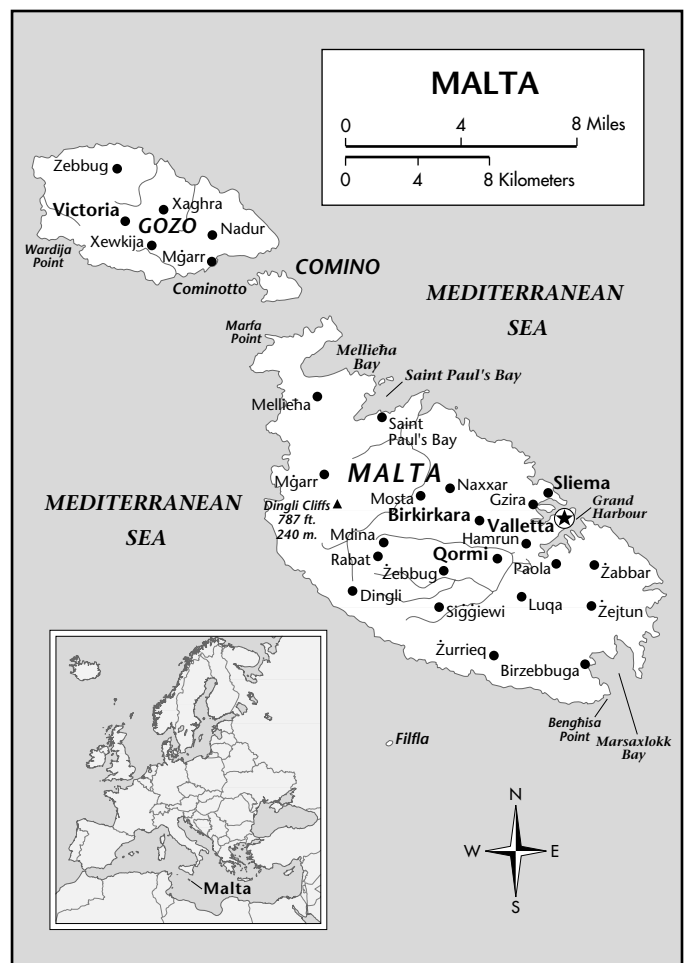 MALTA
0 4 8 Miles
0 4 8 Kilometers
Zebbug
Xaghra
Victoria
GOZO
Nadur
Xewkija
Wardija
Point
Mġarr
COMINO
Cominotto
MEDITERRANEAN
SEA
Marfa
Point
Mellieħa
Bay
Saint Paul's Bay
Mellieħa
Saint
Paul's Bay
MALTA
Mġarr
Naxxar
Sliema
Mosta
Gzira
Grand
Harbour
Dingli Cliffs
787 ft.
240 m.
MEDITERRANEAN
SEA
Birkirkara
Valletta
Mdina
Hamrun
Rabat
Qormi
Żebbug
Paola
Żabbar
Dingli
Siġġiewi
Luqa
Żejtun
Żurrieq
Birzebbuga
Benghisa
Point
Marsaxlokk
Bay
Filfla
N
W E
S
Malta